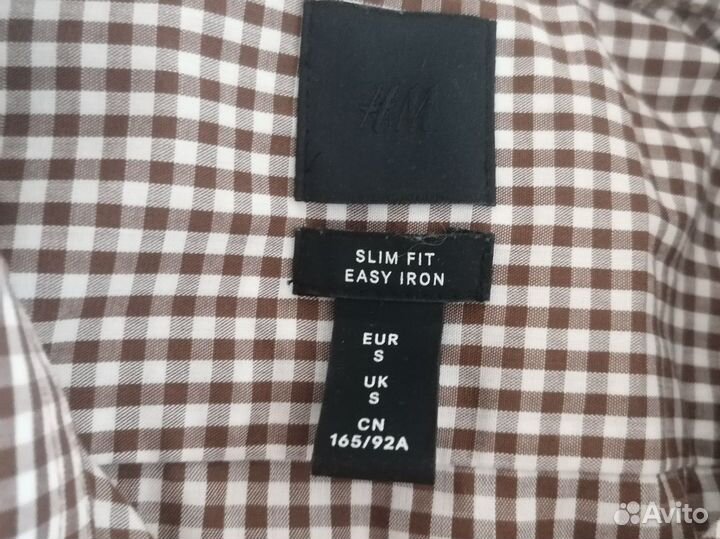 H&M
SLIM FIT
EASY IRON
EUR
S
UK
S
CN
165/92A
Avito